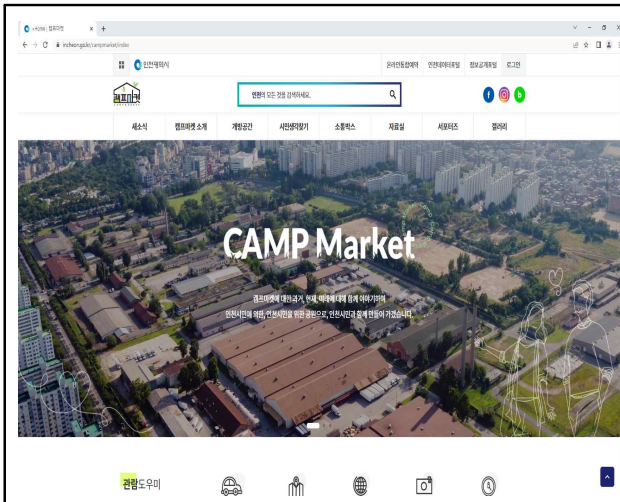 Home | 캠프마켓
incheon.go.kr/campmarket/index
인천광역시
온라인통합예약 인천데이터포털 정보공개포털 로그인
캠프마켓
인천의 모든 것을 검색하세요.
새소식 캠프마켓 소개 개방공간 시민생각찾기 소통박스 자료실 서포터즈 갤러리
CAMP Market
캠프마켓에 대한 과거, 현재, 미래에 대해 함께 이야기하며
인천시민에 의한, 인천시민을 위한 공원으로, 인천시민과 함께 만들어 가겠습니다.
관람도우미